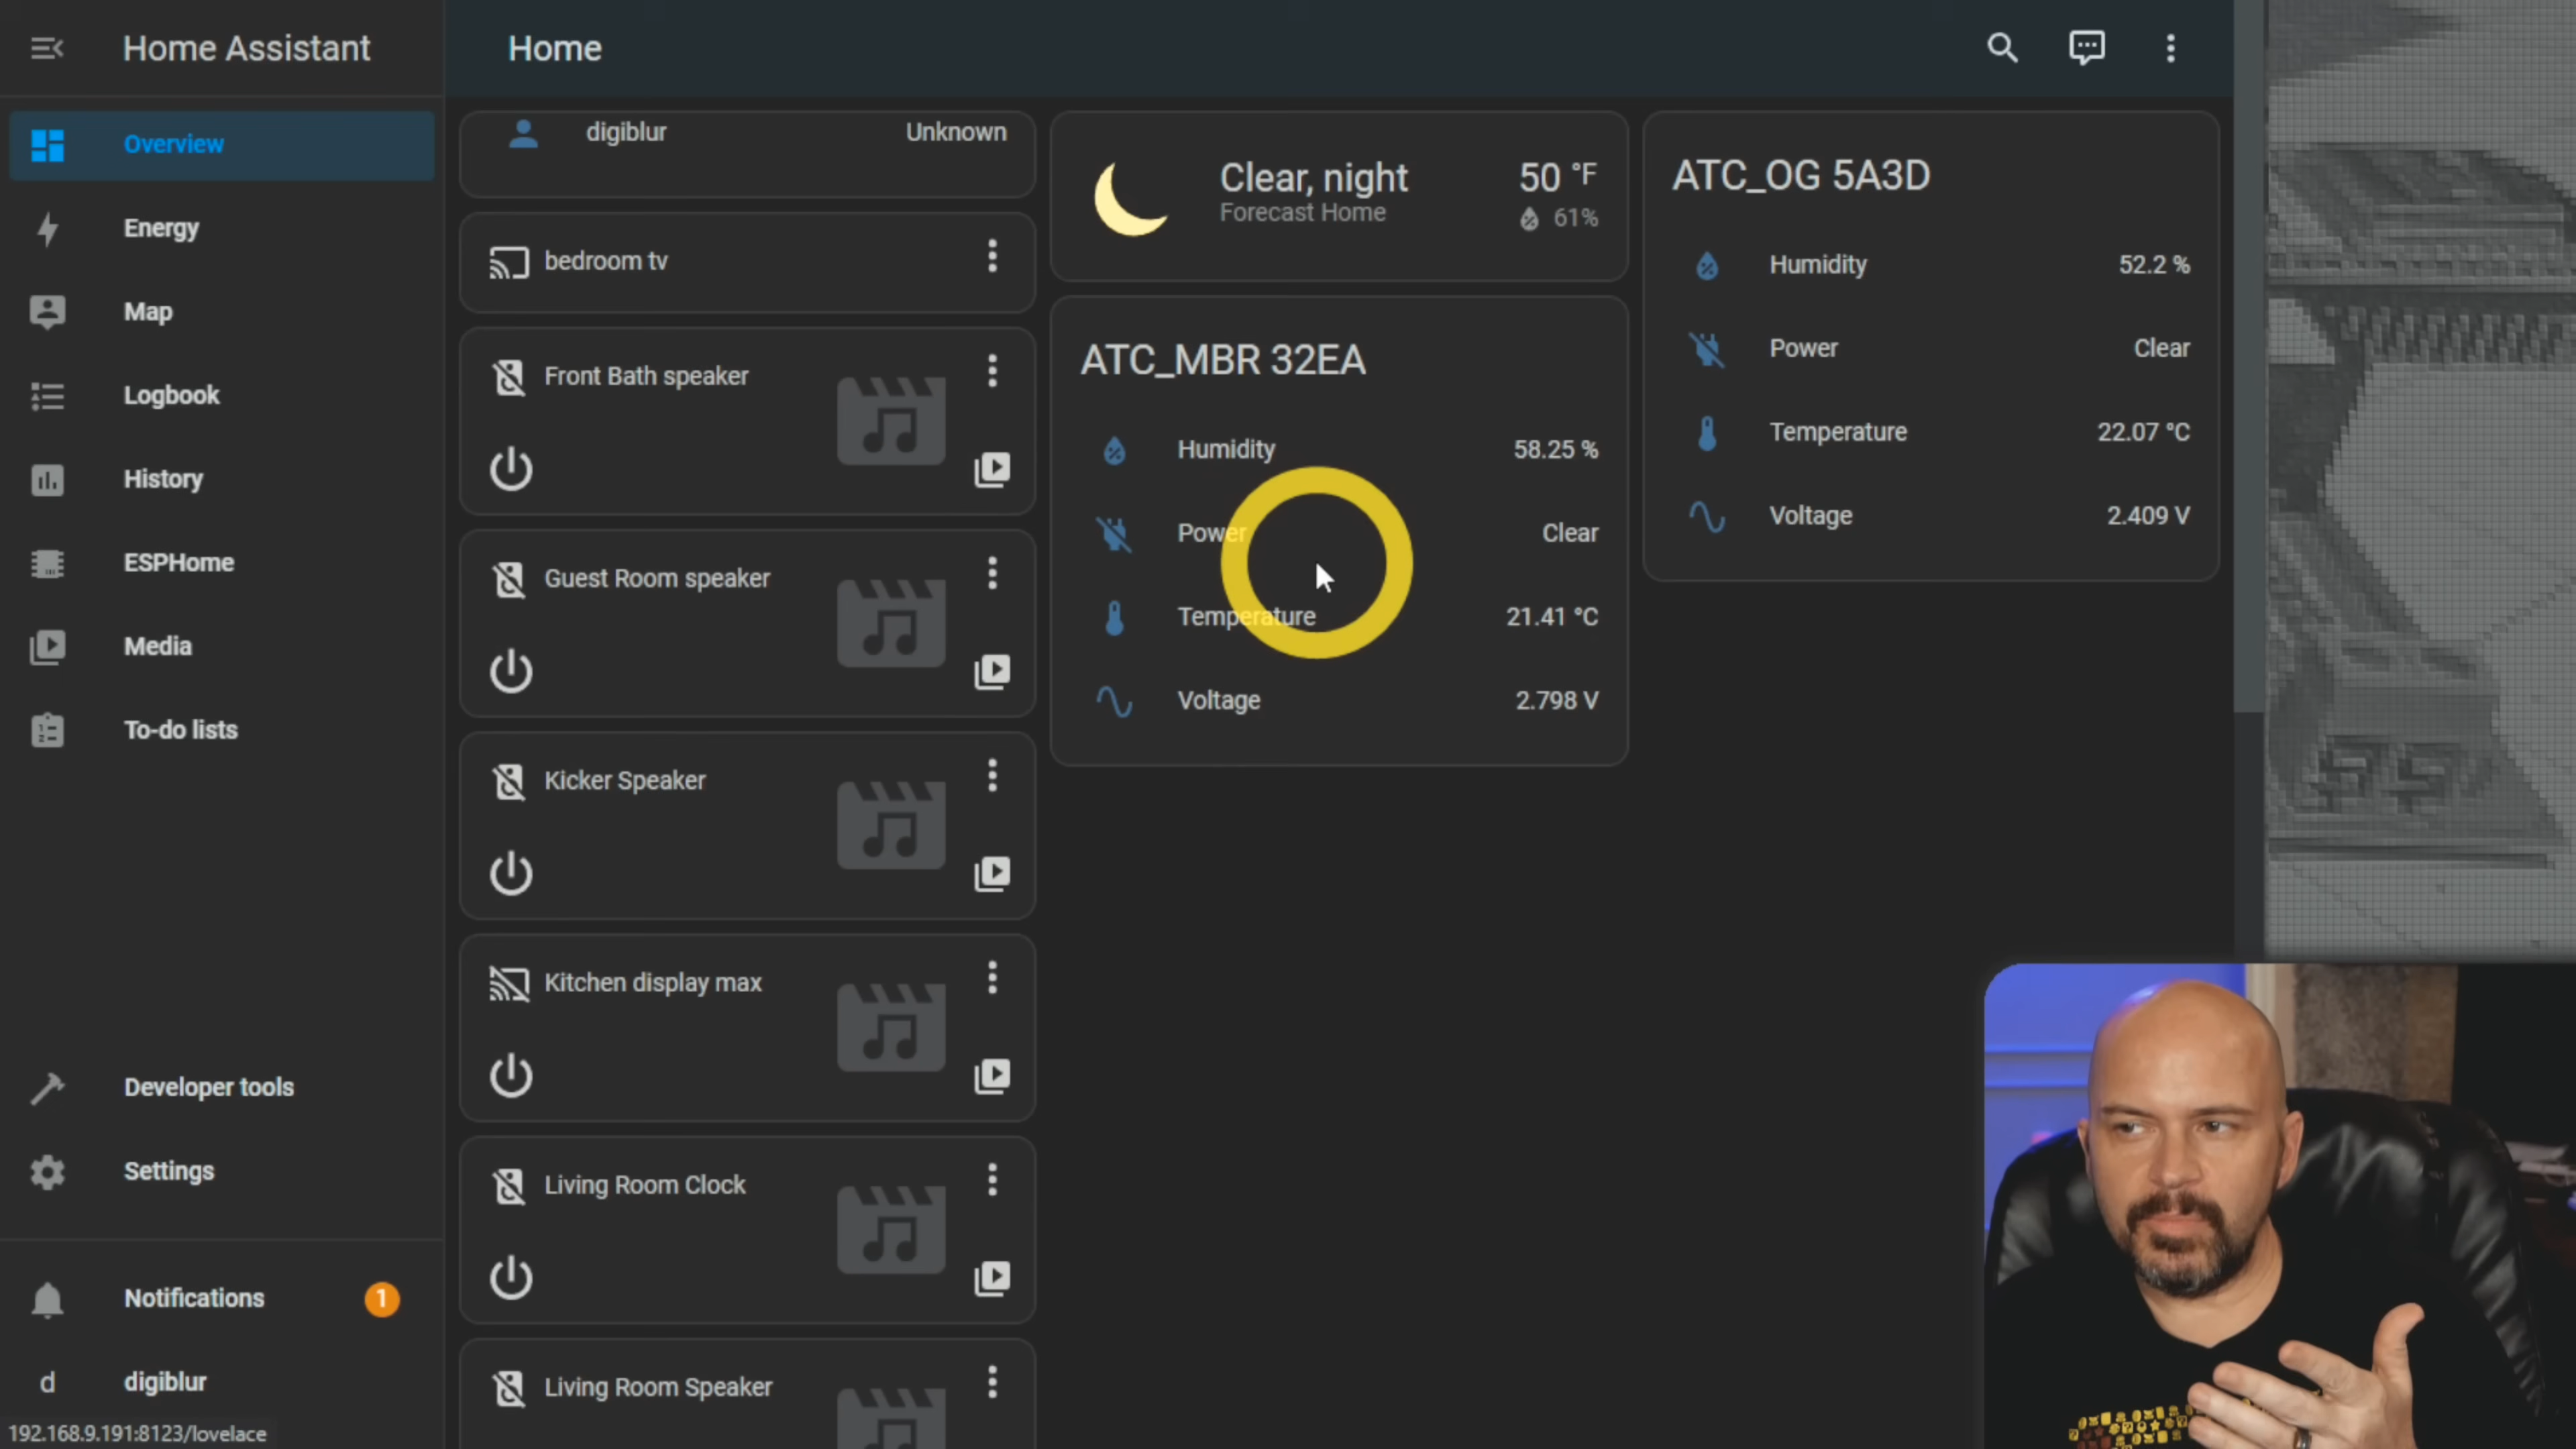 Home Assistant
Home
Overview
Energy
Map
Logbook
History
ESPHome
Media
To-do lists
Developer tools
Settings
Notifications
1
d digiblur
192.168.9.191:8123/lovelace
digiblur Unknown
bedroom tv
Front Bath speaker
Guest Room speaker
Kicker Speaker
Kitchen display max
Living Room Clock
Living Room Speaker
Clear, night 50 °F
Forecast Home 61%
ATC_MBR 32EA
Humidity 58.25 %
Power Clear
Temperature 21.41 °C
Voltage 2.798 V
ATC_OG 5A3D
Humidity 52.2 %
Power Clear
Temperature 22.07 °C
Voltage 2.409 V